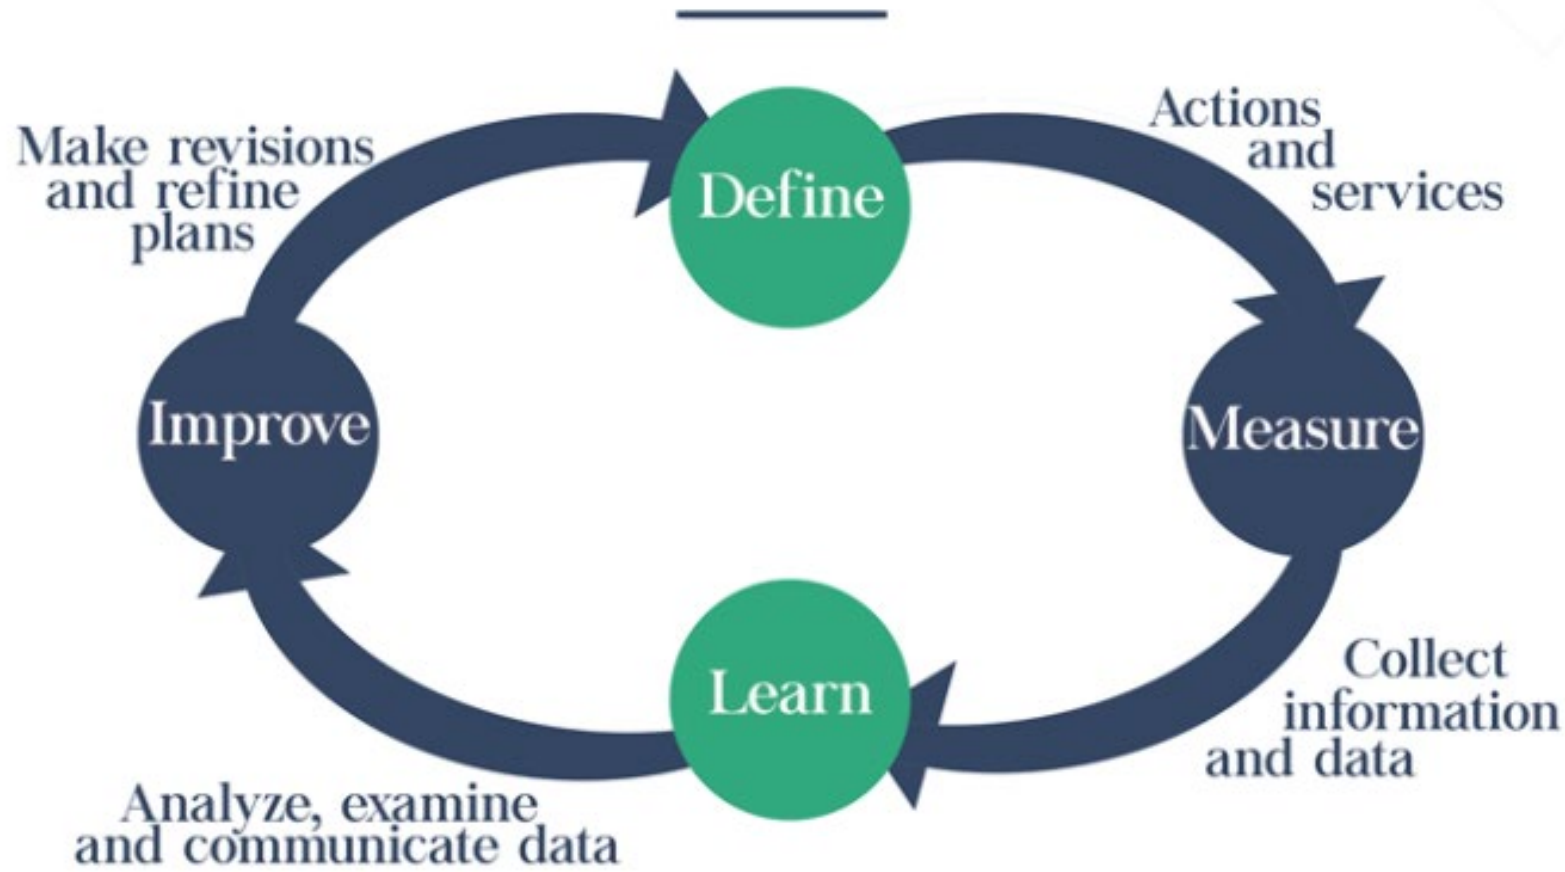 Define
Actions
and
services
Measure
Collect
information
and data
Learn
Analyze, examine
and communicate data
Improve
Make revisions
and refine
plans